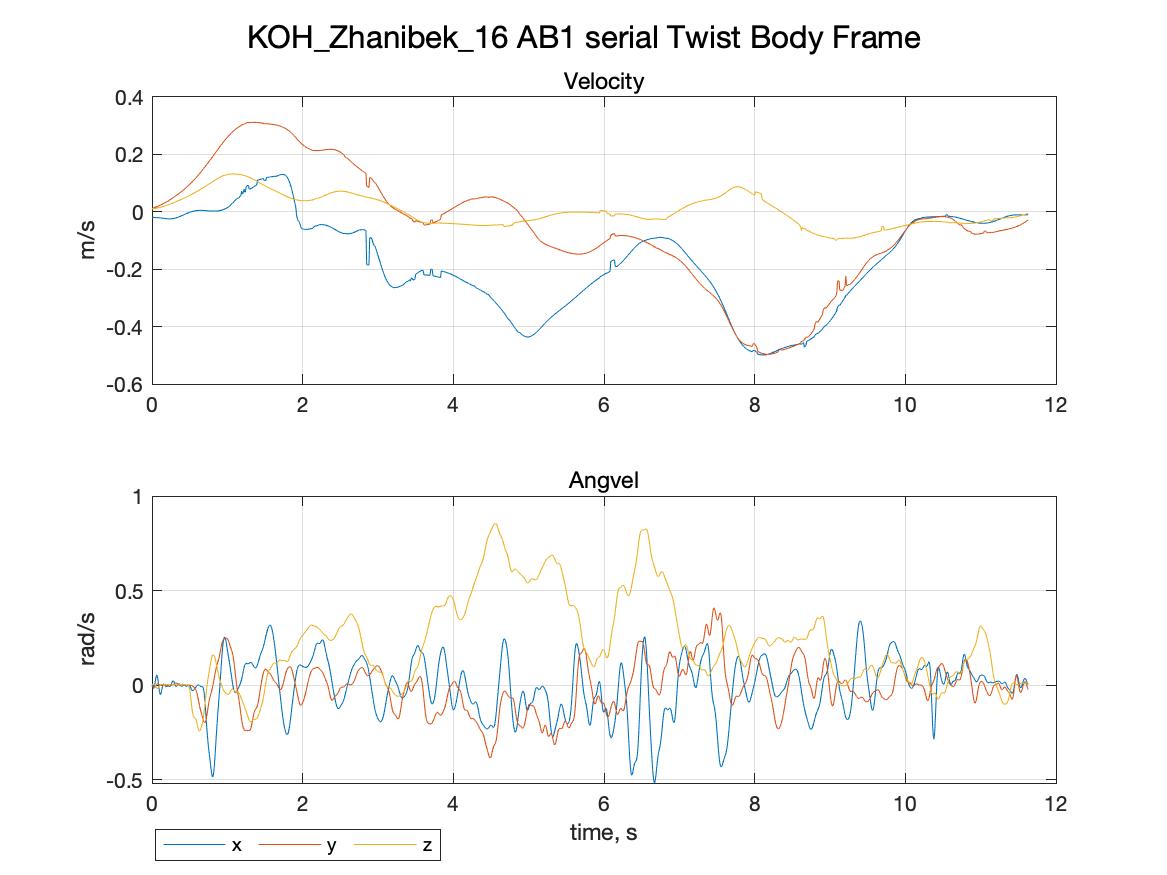 KOH_Zhanibek_16 AB1 serial Twist Body Frame
Velocity
0.4
0.2
0
-0.2
-0.4
-0.6
m/s
0 2 4 6 8 10 12
Angvel
1
0.5
0
-0.5
rad/s
0 2 4 6 8 10 12
time, s
x y z